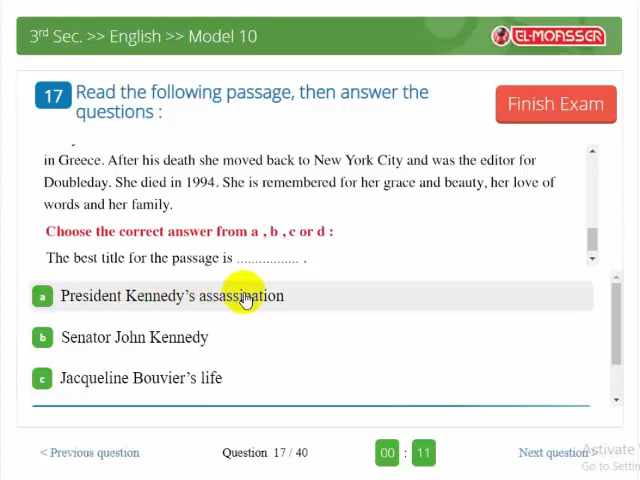 3rd Sec. >> English >> Model 10
EL-MOASSER
17 Read the following passage, then answer the
questions :
Finish Exam
in Greece. After his death she moved back to New York City and was the editor for
Doubleday. She died in 1994. She is remembered for her grace and beauty, her love of
words and her family.
Choose the correct answer from a , b , c or d :
The best title for the passage is ................. .
a President Kennedy's assassination
b Senator John Kennedy
c Jacqueline Bouvier's life
< Previous question Question 17 / 40 00 : 11 Next question >
Activate
Go to Settin